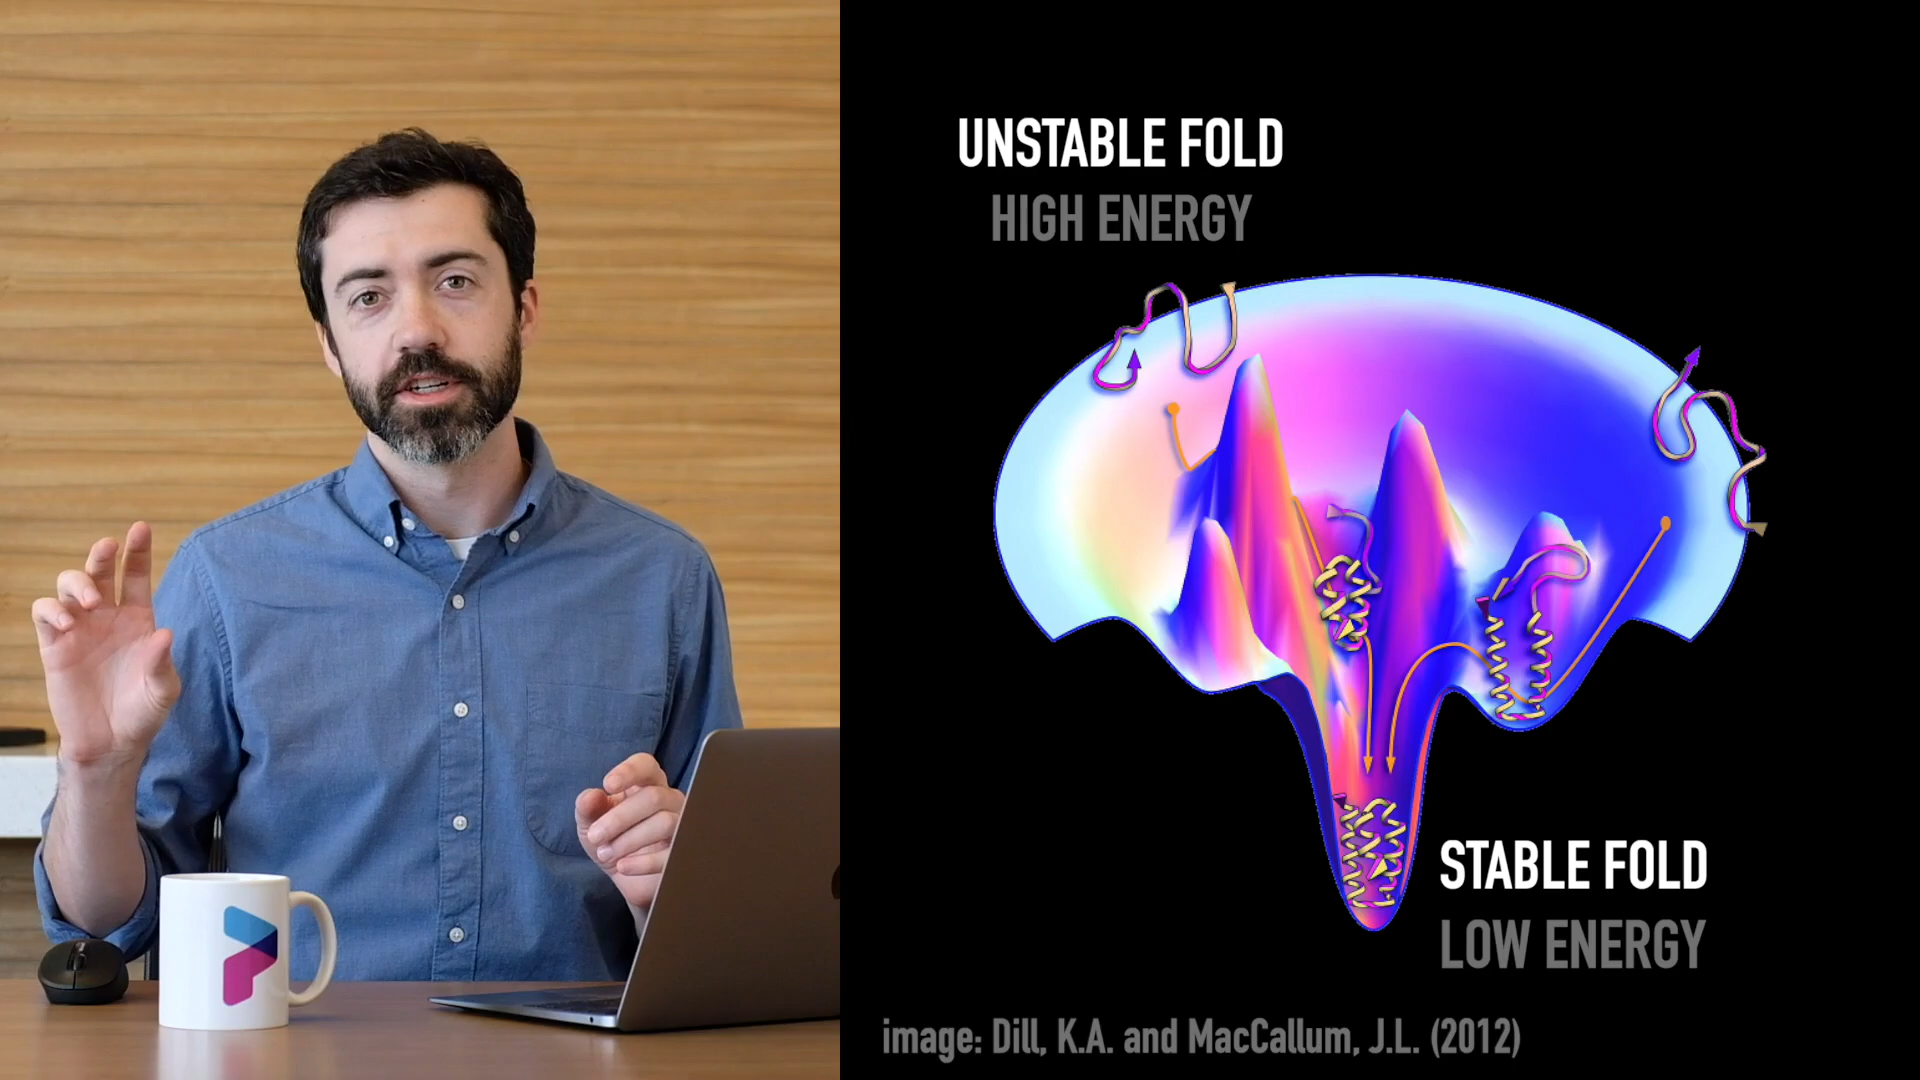 UNSTABLE FOLD
HIGH ENERGY
STABLE FOLD
LOW ENERGY
image: Dill, K.A. and MacCallum, J.L. (2012)